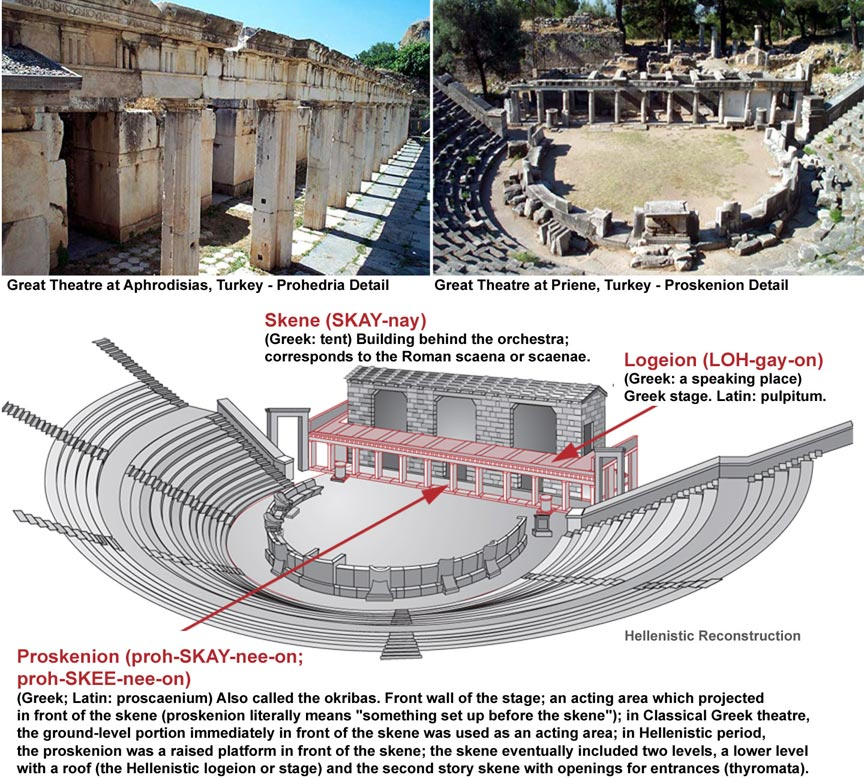 Great Theatre at Aphrodisias, Turkey - Prohedria Detail
Great Theatre at Priene, Turkey - Proskenion Detail
Skene (SKAY-nay)
(Greek: tent) Building behind the orchestra;
corresponds to the Roman scaena or scaenae.
Logeion (LOH-gay-on)
(Greek: a speaking place)
Greek stage. Latin: pulpitum.
Hellenistic Reconstruction
Proskenion (proh-SKAY-nee-on;
proh-SKEE-nee-on)
(Greek; Latin: proscaenium) Also called the okribas. Front wall of the stage; an acting area which projected
in front of the skene (proskenion literally means "something set up before the skene"); in Classical Greek theatre,
the ground-level portion immediately in front of the skene was used as an acting area; in Hellenistic period,
the proskenion was a raised platform in front of the skene; the skene eventually included two levels, a lower level
with a roof (the Hellenistic logeion or stage) and the second story skene with openings for entrances (thyromata).